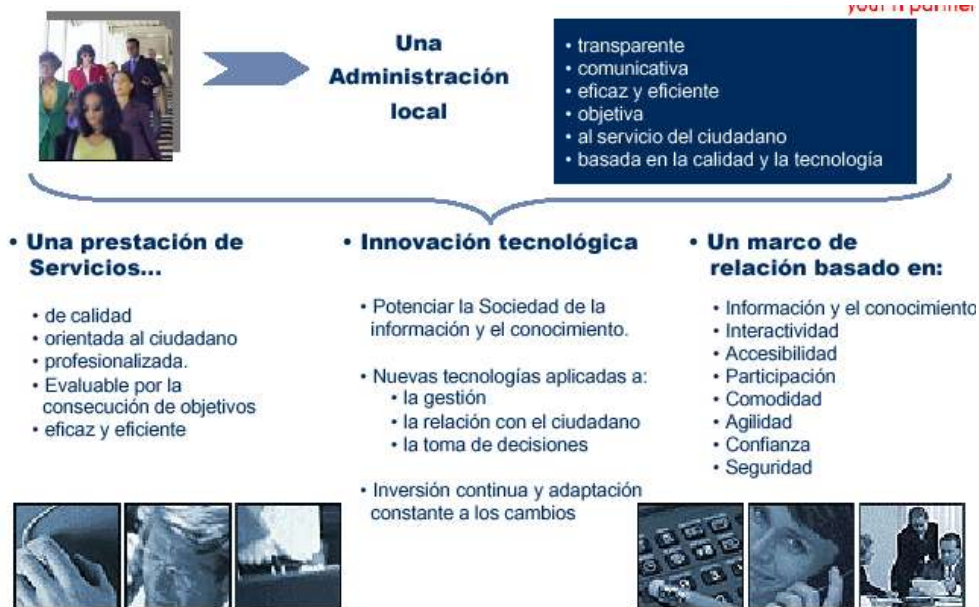 your IT partner
Una
Administración
local
• transparente
• comunicativa
• eficaz y eficiente
• objetiva
• al servicio del ciudadano
• basada en la calidad y la tecnología
• Una prestación de
Servicios...
• de calidad
• orientada al ciudadano
• profesionalizada.
• Evaluable por la
consecución de objetivos
• eficaz y eficiente
• Innovación tecnológica
• Potenciar la Sociedad de la
información y el conocimiento.
• Nuevas tecnologías aplicadas a:
• la gestión
• la relación con el ciudadano
• la toma de decisiones
• Inversión continua y adaptación
constante a los cambios
• Un marco de
relación basado en:
• Información y el conocimiento
• Interactividad
• Accesibilidad
• Participación
• Comodidad
• Agilidad
• Confianza
• Seguridad